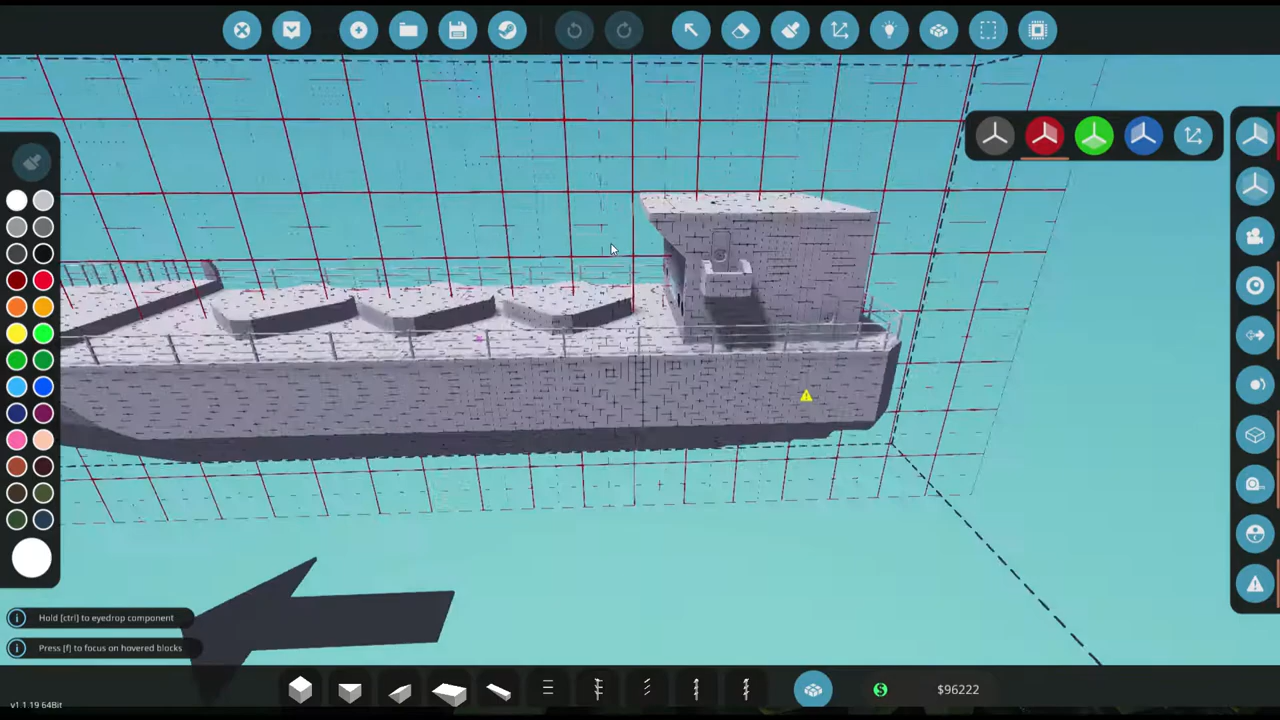 Hold [ctrl] to eyedrop component
Press [f] to focus on hovered blocks
$96222
v1.1.19 64Bit